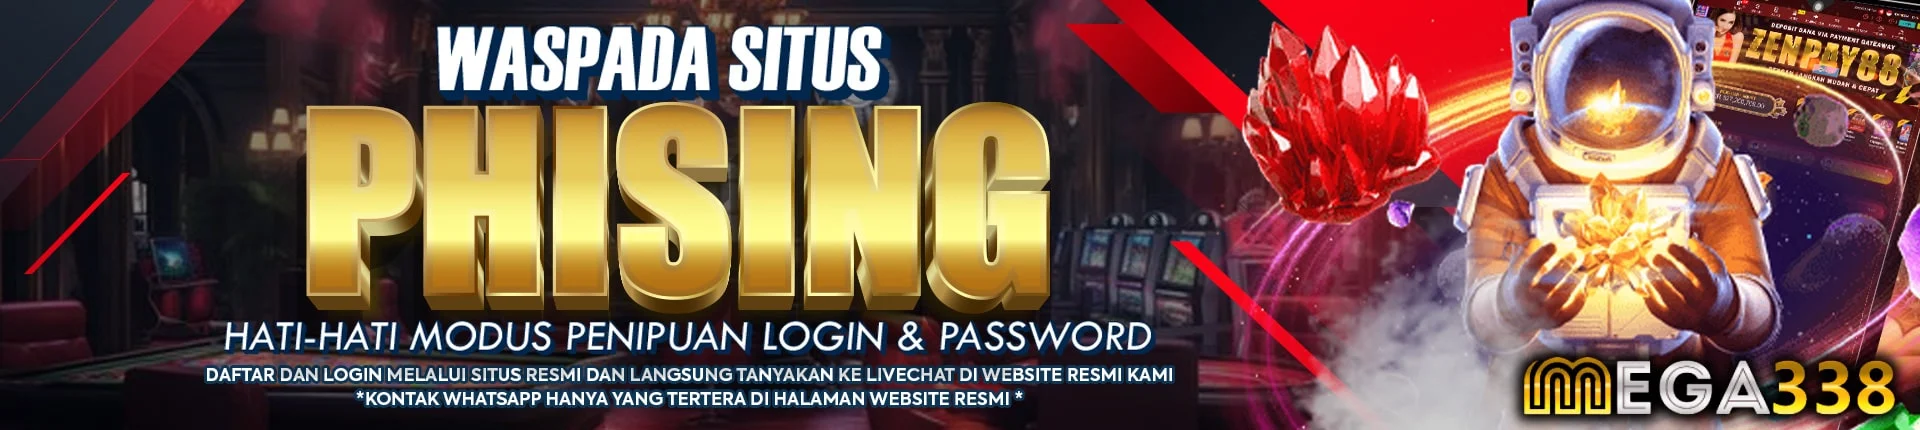 WASPADA SITUS
PHISING
HATI-HATI MODUS PENIPUAN LOGIN & PASSWORD
DAFTAR DAN LOGIN MELALUI SITUS RESMI DAN LANGSUNG TANYAKAN KE LIVECHAT DI WEBSITE RESMI KAMI
*KONTAK WHATSAPP HANYA YANG TERTERA DI HALAMAN WEBSITE RESMI *
DEPOSIT DANA VIA PAYMENT GATEWAY
ZENPAY88
DENGAN LANGKAH MUDAH & CEPAT
MEGA338